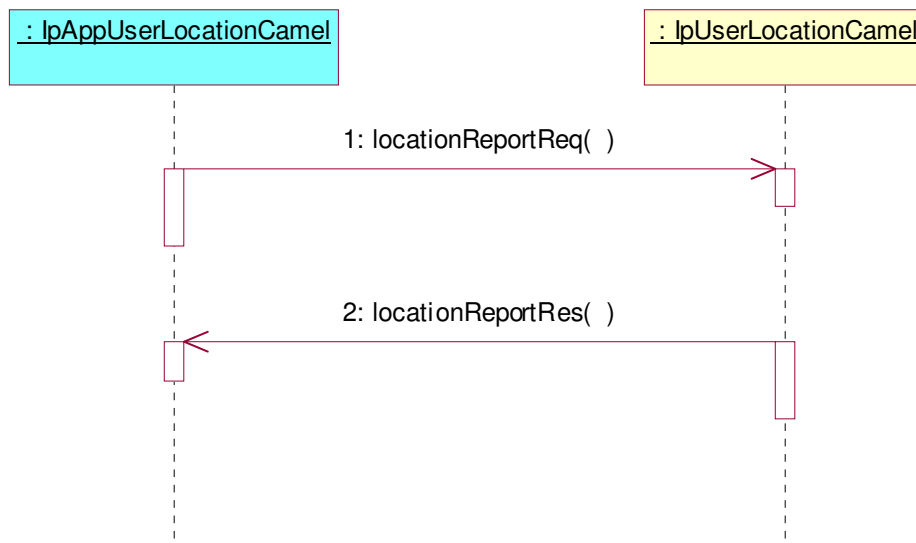 : IpAppUserLocationCamel
: IpUserLocationCamel
1: locationReportReq(  )
2: locationReportRes(  )